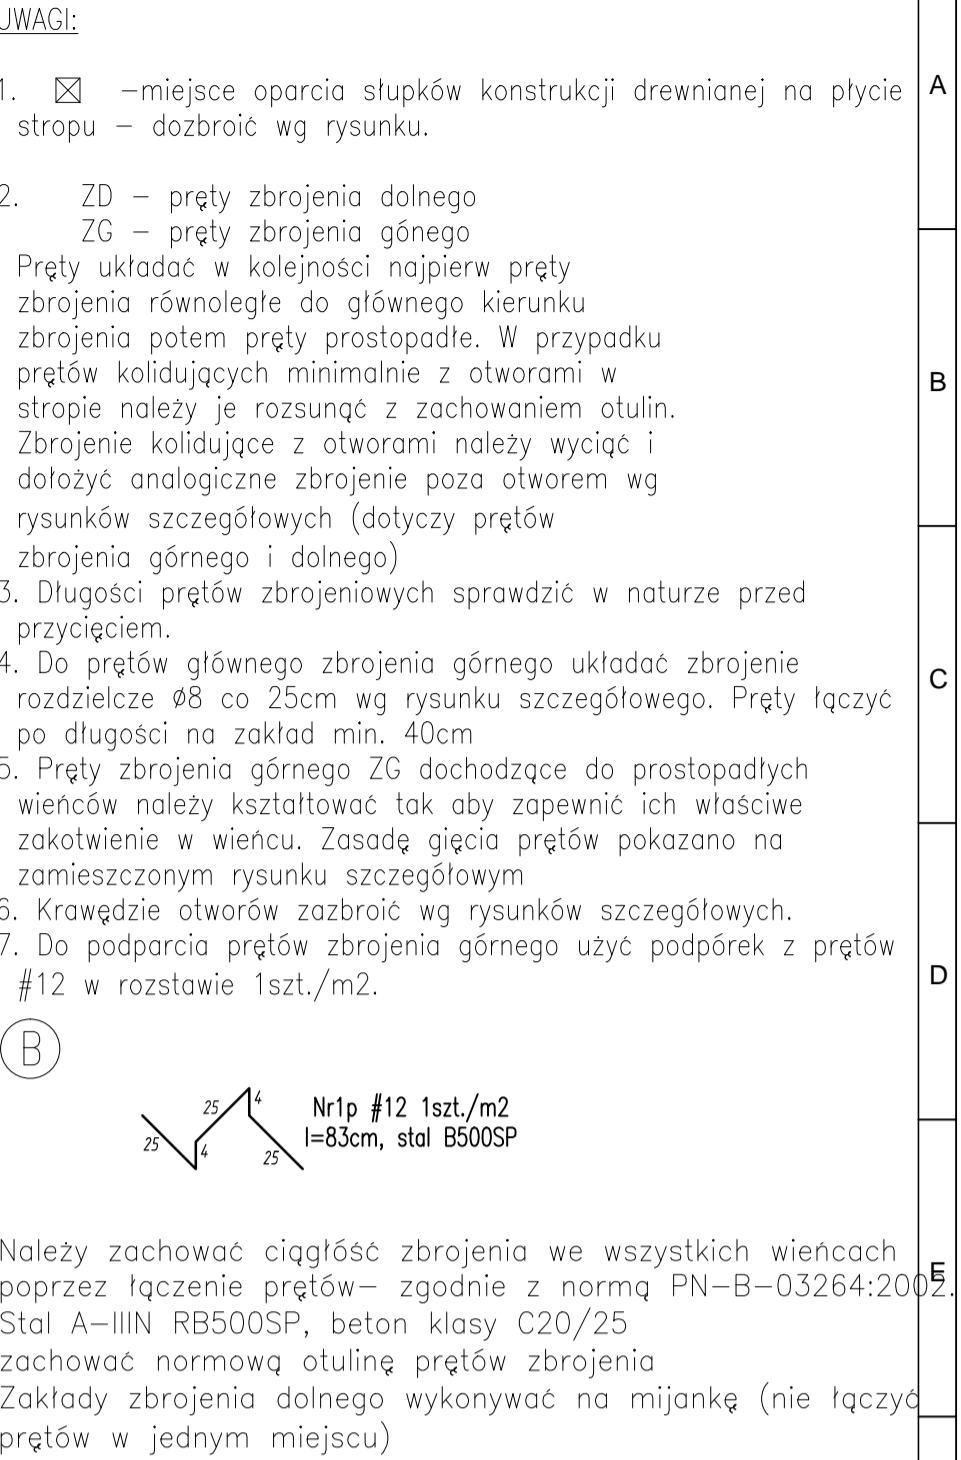 UWAGI:
1. ☒ –miejsce oparcia słupków konstrukcji drewnianej na płycie
stropu – dozbroić wg rysunku.
2. ZD – pręty zbrojenia dolnego
ZG – pręty zbrojenia gónego
Pręty układać w kolejności najpierw pręty
zbrojenia równoległe do głównego kierunku
zbrojenia potem pręty prostopadłe. W przypadku
prętów kolidujących minimalnie z otworami w
stropie należy je rozsunąć z zachowaniem otulin.
Zbrojenie kolidujące z otworami należy wyciąć i
dołożyć analogiczne zbrojenie poza otworem wg
rysunków szczegółowych (dotyczy prętów
zbrojenia górnego i dolnego)
3. Długości prętów zbrojeniowych sprawdzić w naturze przed
przycięciem.
4. Do prętów głównego zbrojenia górnego układać zbrojenie
rozdzielcze ø8 co 25cm wg rysunku szczegółowego. Pręty łączyć
po długości na zakład min. 40cm
5. Pręty zbrojenia górnego ZG dochodzące do prostopadłych
wieńców należy kształtować tak aby zapewnić ich właściwe
zakotwienie w wieńcu. Zasadę gięcia prętów pokazano na
zamieszczonym rysunku szczegółowym
6. Krawędzie otworów zazbroić wg rysunków szczegółowych.
7. Do podparcia prętów zbrojenia górnego użyć podpórek z prętów
#12 w rozstawie 1szt./m2.
B
25 4 25 4 25
Nr1p #12 1szt./m2
l=83cm, stal B500SP
Należy zachować ciągłóść zbrojenia we wszystkich wieńcach
poprzez łączenie prętów– zgodnie z normą PN–B–03264:2002.
Stal A–IIIN RB500SP, beton klasy C20/25
zachować normową otulinę prętów zbrojenia
Zakłady zbrojenia dolnego wykonywać na mijankę (nie łączyć
prętów w jednym miejscu)
A
B
C
D
E